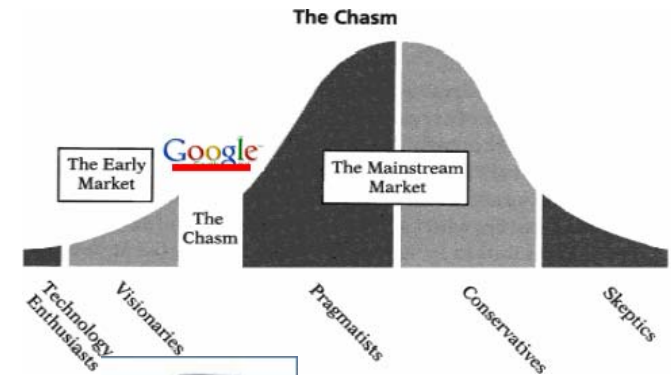 The Chasm
Google
The Early
Market
The Mainstream
Market
The
Chasm
Technology
Enthusiasts
Visionaries
Pragmatists
Conservatives
Skeptics